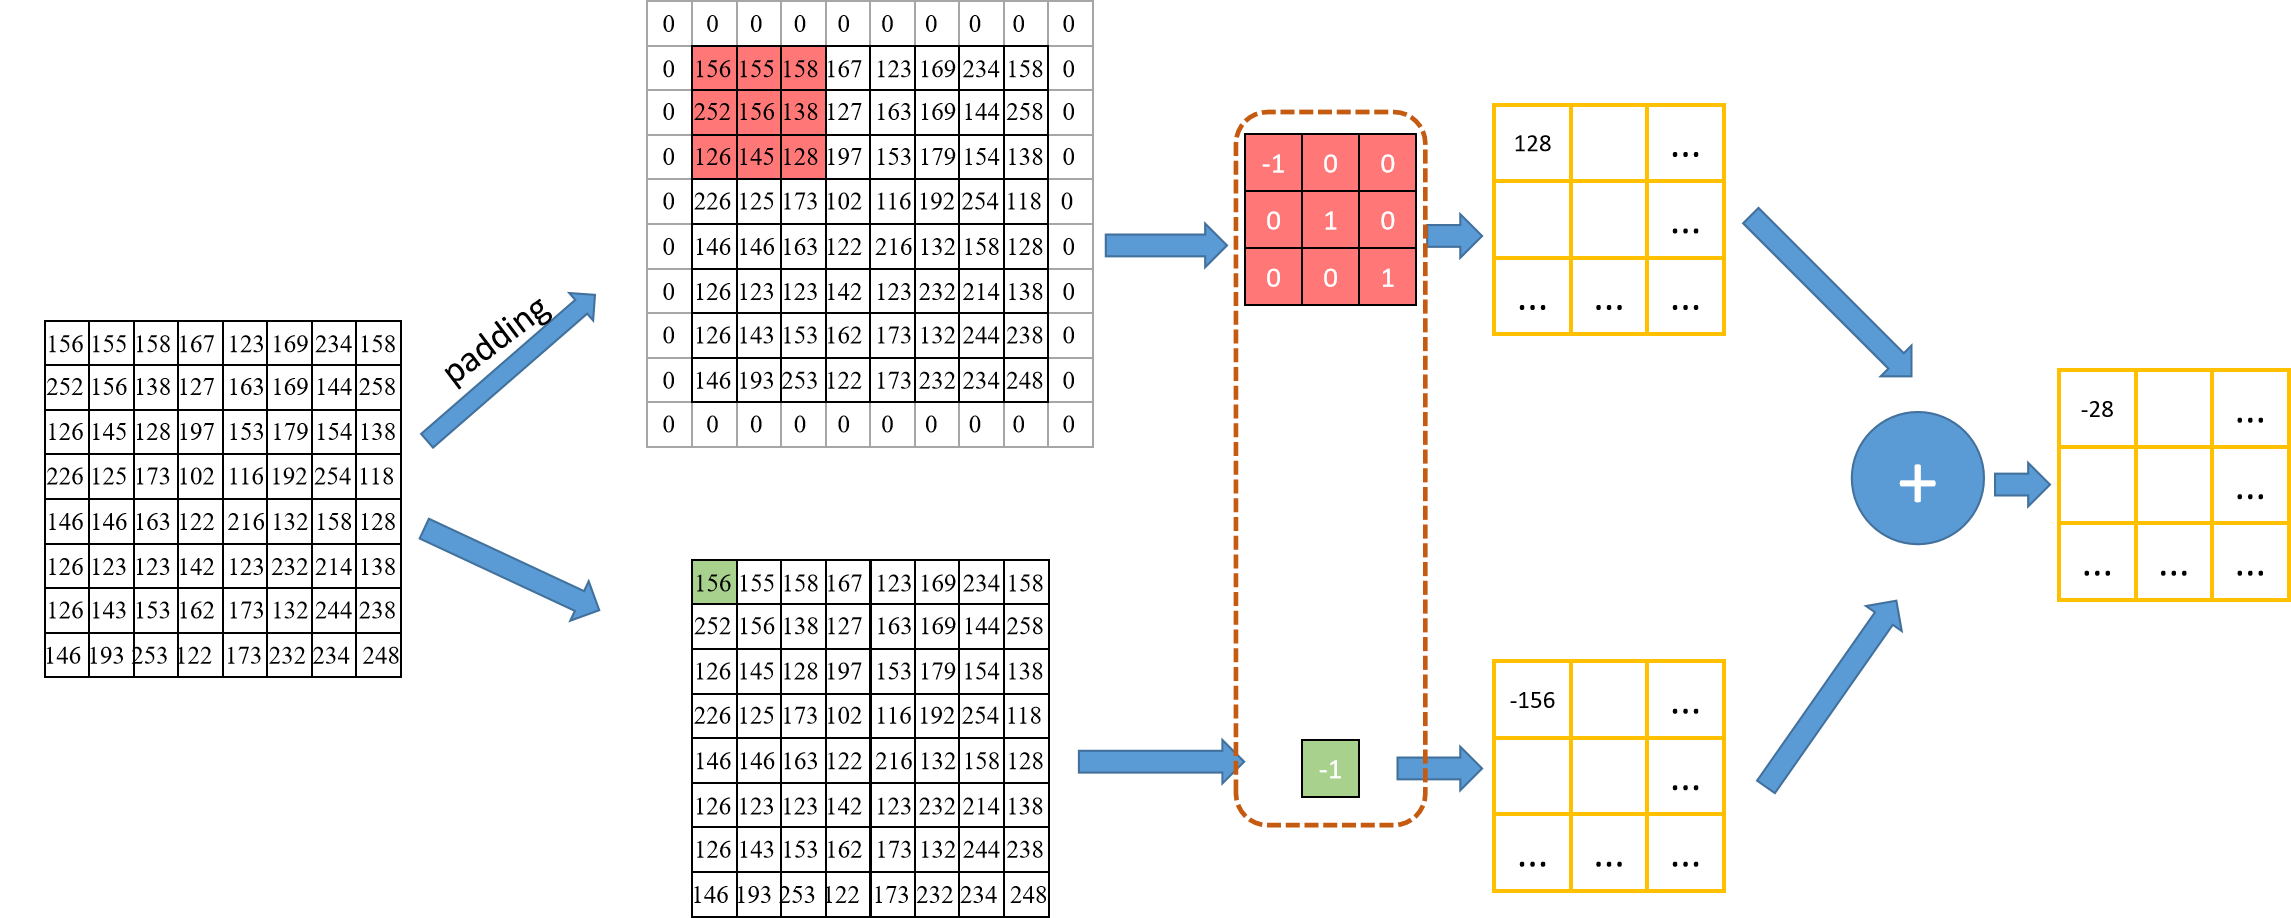 156 155 158 167 123 169 234 158
252 156 138 127 163 169 144 258
126 145 128 197 153 179 154 138
226 125 173 102 116 192 254 118
146 146 163 122 216 132 158 128
126 123 123 142 123 232 214 138
126 143 153 162 173 132 244 238
146 193 253 122 173 232 234 248
padding
0 0 0 0 0 0 0 0 0 0
0 156 155 158 167 123 169 234 158 0
0 252 156 138 127 163 169 144 258 0
0 126 145 128 197 153 179 154 138 0
0 226 125 173 102 116 192 254 118 0
0 146 146 163 122 216 132 158 128 0
0 126 123 123 142 123 232 214 138 0
0 126 143 153 162 173 132 244 238 0
0 146 193 253 122 173 232 234 248 0
0 0 0 0 0 0 0 0 0 0
-1 0 0
0 1 0
0 0 1
128 ...
...
... ... ...
156 155 158 167 123 169 234 158
252 156 138 127 163 169 144 258
126 145 128 197 153 179 154 138
226 125 173 102 116 192 254 118
146 146 163 122 216 132 158 128
126 123 123 142 123 232 214 138
126 143 153 162 173 132 244 238
146 193 253 122 173 232 234 248
-1
-156 ...
...
... ... ...
+
-28 ...
...
... ... ...